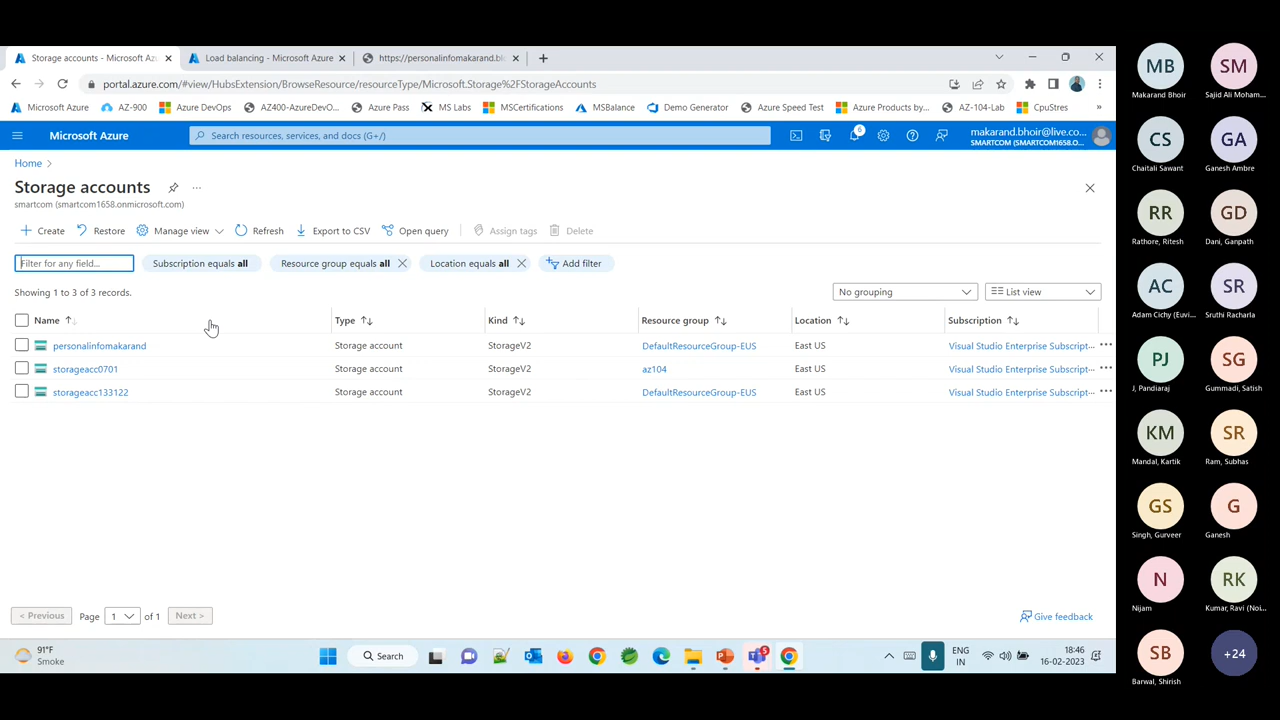 Storage accounts - Microsoft Azu
Load balancing - Microsoft Azure
https://personalinfomakarand.blo
portal.azure.com/#view/HubsExtension/BrowseResource/resourceType/Microsoft.Storage%2FStorageAccounts
Microsoft Azure
AZ-900
Azure DevOps
AZ400-AzureDevO...
Azure Pass
MS Labs
MSCertifications
MSBalance
Demo Generator
Azure Speed Test
Azure Products by...
AZ-104-Lab
CpuStres
»
Microsoft Azure
Search resources, services, and docs (G+/)
6
makarand.bhoir@live.co...
SMARTCOM (SMARTCOM1658.O...
Home >
Storage accounts
...
smartcom (smartcom1658.onmicrosoft.com)
Create
Restore
Manage view
Refresh
Export to CSV
Open query
Assign tags
Delete
Filter for any field...
Subscription equals all
Resource group equals all
Location equals all
Add filter
Showing 1 to 3 of 3 records.
No grouping
List view
Name
Type
Kind
Resource group
Location
Subscription
personalinfomakarand
Storage account
StorageV2
DefaultResourceGroup-EUS
East US
Visual Studio Enterprise Subscript...
storageacc0701
Storage account
StorageV2
az104
East US
Visual Studio Enterprise Subscript...
storageacc133122
Storage account
StorageV2
DefaultResourceGroup-EUS
East US
Visual Studio Enterprise Subscript...
< Previous
Page
1
of 1
Next >
Give feedback
91°F
Smoke
Search
5
ENG
IN
18:46
16-02-2023
MB
Makarand Bhoir
SM
Sajid Ali Moham...
CS
Chaitali Sawant
GA
Ganesh Ambre
RR
Rathore, Ritesh
GD
Dani, Ganpath
AC
Adam Cichy (Euvi...
SR
Sruthi Racharla
PJ
J, Pandiaraj
SG
Gummadi, Satish
KM
Mandal, Kartik
SR
Ram, Subhas
GS
Singh, Gurveer
G
Ganesh
N
Nijam
RK
Kumar, Ravi (Noi...
SB
Barwal, Shirish
+24